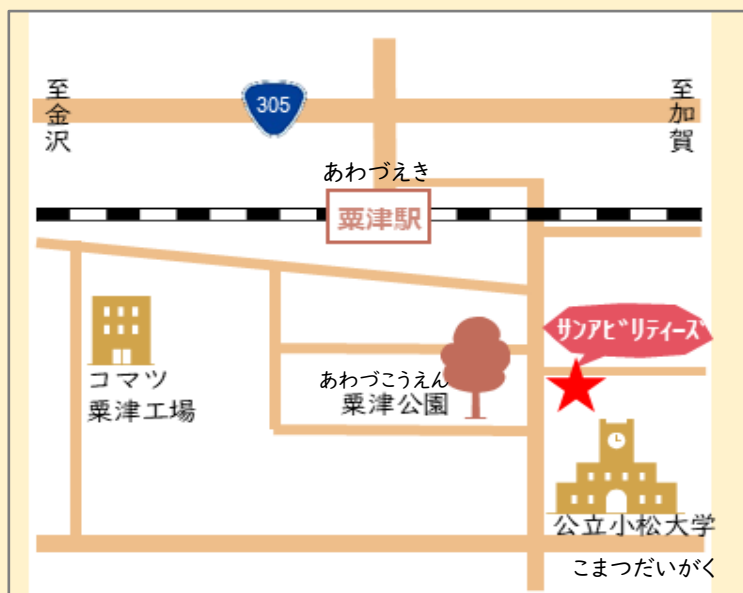 至金沢
305
至加賀
あわづえき
粟津駅
サンアビリティーズ
コマツ
粟津工場
あわづこうえん
粟津公園
公立小松大学
こまつだいがく